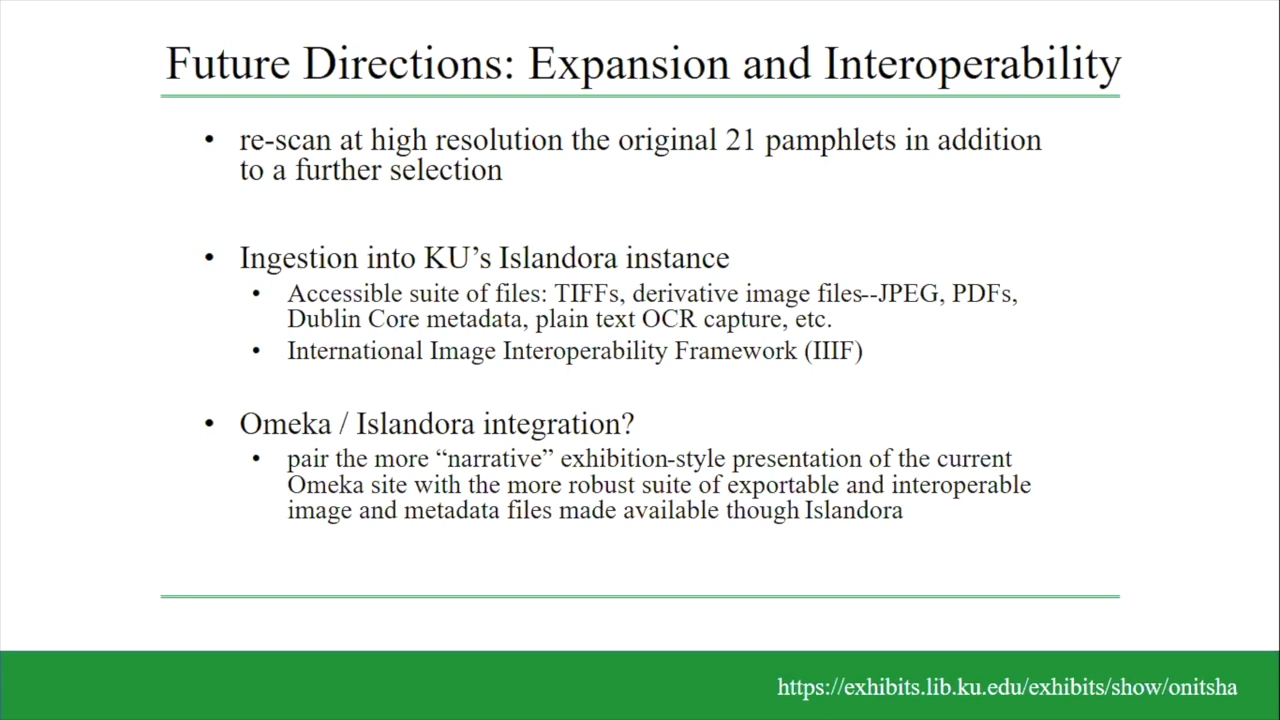 Future Directions: Expansion and Interoperability
• re-scan at high resolution the original 21 pamphlets in addition
to a further selection
• Ingestion into KU’s Islandora instance
• Accessible suite of files: TIFFs, derivative image files--JPEG, PDFs,
Dublin Core metadata, plain text OCR capture, etc.
• International Image Interoperability Framework (IIIF)
• Omeka / Islandora integration?
• pair the more “narrative” exhibition-style presentation of the current
Omeka site with the more robust suite of exportable and interoperable
image and metadata files made available though Islandora
https://exhibits.lib.ku.edu/exhibits/show/onitsha